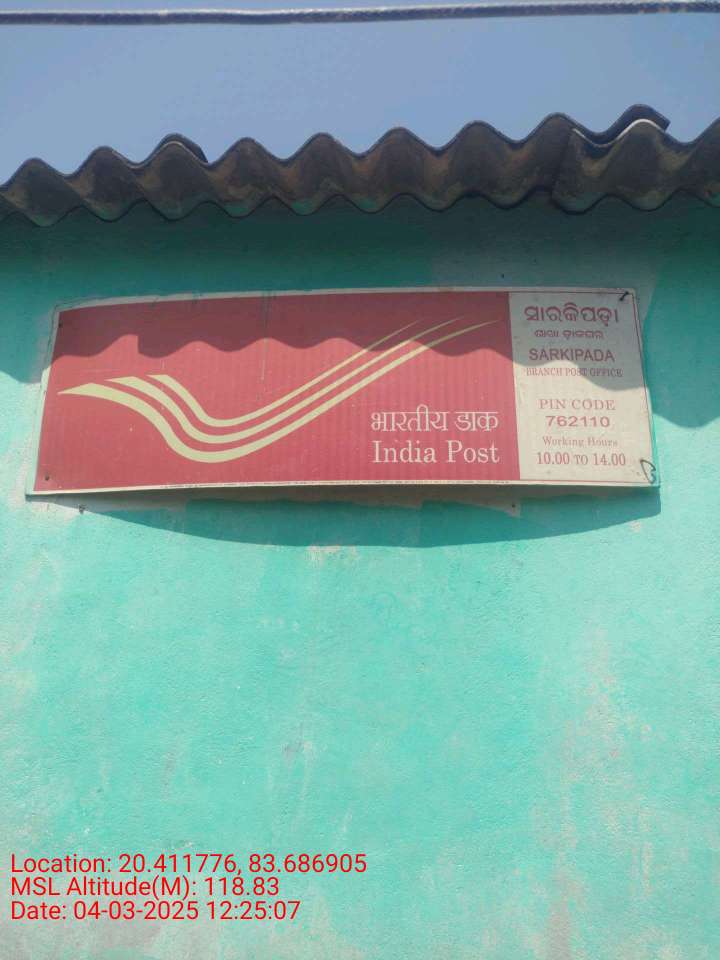 भारतीय डाक
India Post
ସାରକିପଡ଼ା
ଶାଖା ଡ଼ାକଘର
SARKIPADA
BRANCH POST OFFICE
PIN CODE
762110
Working Hours
10.00 TO 14.00
Location: 20.411776, 83.686905
MSL Altitude(M): 118.83
Date: 04-03-2025 12:25:07